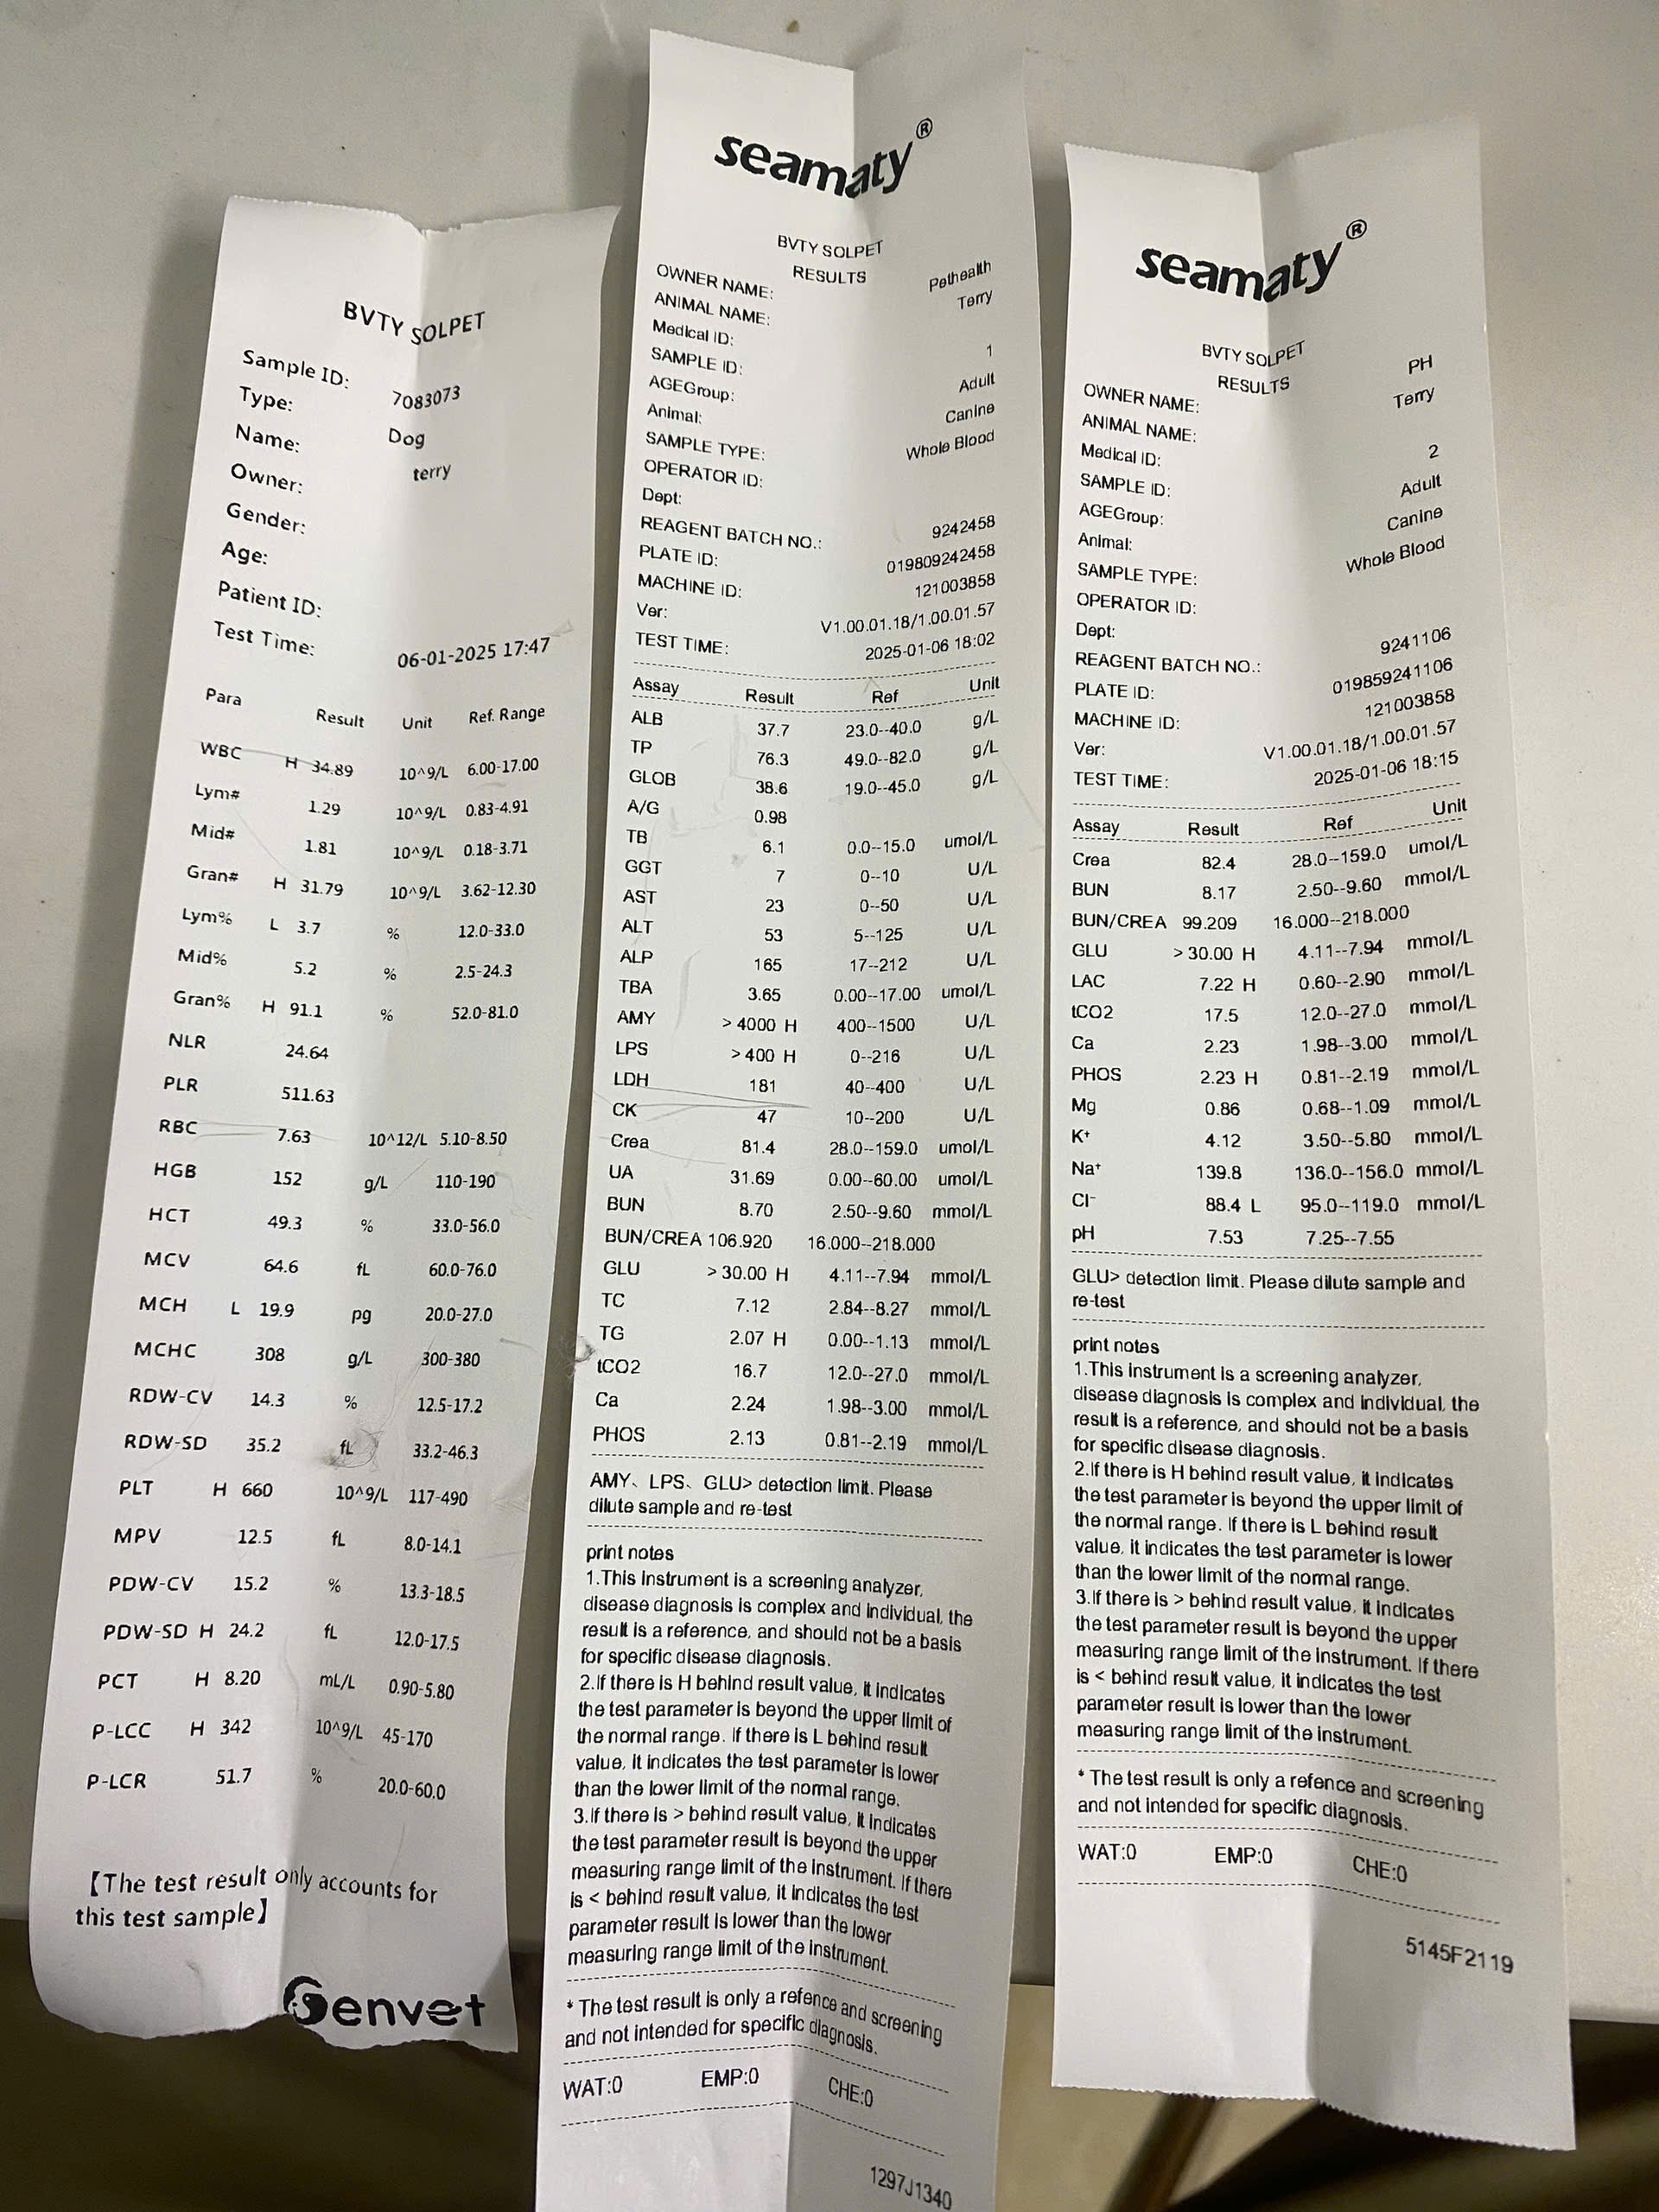 BVTY SOLPET
Sample ID: 7083073
Type: Dog
Name: terry
Owner:
Gender:
Age:
Patient ID:
Test Time: 06-01-2025 17:47
Para Result Unit Ref. Range
WBC H 34.89 10^9/L 6.00-17.00
Lym# 1.29 10^9/L 0.83-4.91
Mid# 1.81 10^9/L 0.18-3.71
Gran# H 31.79 10^9/L 3.62-12.30
Lym% L 3.7 % 12.0-33.0
Mid% 5.2 % 2.5-24.3
Gran% H 91.1 % 52.0-81.0
NLR 24.64
PLR 511.63
RBC 7.63 10^12/L 5.10-8.50
HGB 152 g/L 110-190
HCT 49.3 % 33.0-56.0
MCV 64.6 fL 60.0-76.0
MCH L 19.9 pg 20.0-27.0
MCHC 308 g/L 300-380
RDW-CV 14.3 % 12.5-17.2
RDW-SD 35.2 fL 33.2-46.3
PLT H 660 10^9/L 117-490
MPV 12.5 fL 8.0-14.1
PDW-CV 15.2 % 13.3-18.5
PDW-SD H 24.2 fL 12.0-17.5
PCT H 8.20 mL/L 0.90-5.80
P-LCC H 342 10^9/L 45-170
P-LCR 51.7 % 20.0-60.0
【The test result only accounts for
this test sample】
Genvet
seamaty®
BVTY SOLPET
RESULTS
OWNER NAME: Pethealth
ANIMAL NAME: Terry
Medical ID:
SAMPLE ID: 1
AGEGroup: Adult
Animal: Canine
SAMPLE TYPE: Whole Blood
OPERATOR ID:
Dept:
REAGENT BATCH NO.: 9242458
PLATE ID: 019809242458
MACHINE ID: 121003858
Ver: V1.00.01.18/1.00.01.57
TEST TIME: 2025-01-06 18:02
Assay Result Ref Unit
ALB 37.7 23.0--40.0 g/L
TP 76.3 49.0--82.0 g/L
GLOB 38.6 19.0--45.0 g/L
A/G 0.98
TB 6.1 0.0--15.0 umol/L
GGT 7 0--10 U/L
AST 23 0--50 U/L
ALT 53 5--125 U/L
ALP 165 17--212 U/L
TBA 3.65 0.00--17.00 umol/L
AMY > 4000 H 400--1500 U/L
LPS > 400 H 0--216 U/L
LDH 181 40--400 U/L
CK 47 10--200 U/L
Crea 81.4 28.0--159.0 umol/L
UA 31.69 0.00--60.00 umol/L
BUN 8.70 2.50--9.60 mmol/L
BUN/CREA 106.920 16.000--218.000
GLU > 30.00 H 4.11--7.94 mmol/L
TC 7.12 2.84--8.27 mmol/L
TG 2.07 H 0.00--1.13 mmol/L
tCO2 16.7 12.0--27.0 mmol/L
Ca 2.24 1.98--3.00 mmol/L
PHOS 2.13 0.81--2.19 mmol/L
AMY、LPS、GLU> detection limit. Please
dilute sample and re-test
print notes
1.This instrument is a screening analyzer,
disease diagnosis is complex and individual, the
result is a reference, and should not be a basis
for specific disease diagnosis.
2.If there is H behind result value, it indicates
the test parameter is beyond the upper limit of
the normal range. If there is L behind result
value, it indicates the test parameter is lower
than the lower limit of the normal range.
3.If there is > behind result value, it indicates
the test parameter result is beyond the upper
measuring range limit of the instrument. If there
is < behind result value, it indicates the test
parameter result is lower than the lower
measuring range limit of the instrument.
* The test result is only a refence and screening
and not intended for specific diagnosis.
WAT:0 EMP:0 CHE:0
1297J1340
seamaty®
BVTY SOLPET
RESULTS
OWNER NAME: PH
ANIMAL NAME: Terry
Medical ID:
SAMPLE ID: 2
AGEGroup: Adult
Animal: Canine
SAMPLE TYPE: Whole Blood
OPERATOR ID:
Dept:
REAGENT BATCH NO.: 9241106
PLATE ID: 019859241106
MACHINE ID: 121003858
Ver: V1.00.01.18/1.00.01.57
TEST TIME: 2025-01-06 18:15
Assay Result Ref Unit
Crea 82.4 28.0--159.0 umol/L
BUN 8.17 2.50--9.60 mmol/L
BUN/CREA 99.209 16.000--218.000
GLU > 30.00 H 4.11--7.94 mmol/L
LAC 7.22 H 0.60--2.90 mmol/L
tCO2 17.5 12.0--27.0 mmol/L
Ca 2.23 1.98--3.00 mmol/L
PHOS 2.23 H 0.81--2.19 mmol/L
Mg 0.86 0.68--1.09 mmol/L
K⁺ 4.12 3.50--5.80 mmol/L
Na⁺ 139.8 136.0--156.0 mmol/L
Cl⁻ 88.4 L 95.0--119.0 mmol/L
pH 7.53 7.25--7.55
GLU> detection limit. Please dilute sample and
re-test
print notes
1.This instrument is a screening analyzer,
disease diagnosis is complex and individual, the
result is a reference, and should not be a basis
for specific disease diagnosis.
2.If there is H behind result value, it indicates
the test parameter is beyond the upper limit of
the normal range. If there is L behind result
value, it indicates the test parameter is lower
than the lower limit of the normal range.
3.If there is > behind result value, it indicates
the test parameter result is beyond the upper
measuring range limit of the instrument. If there
is < behind result value, it indicates the test
parameter result is lower than the lower
measuring range limit of the instrument.
* The test result is only a refence and screening
and not intended for specific diagnosis.
WAT:0 EMP:0 CHE:0
5145F2119